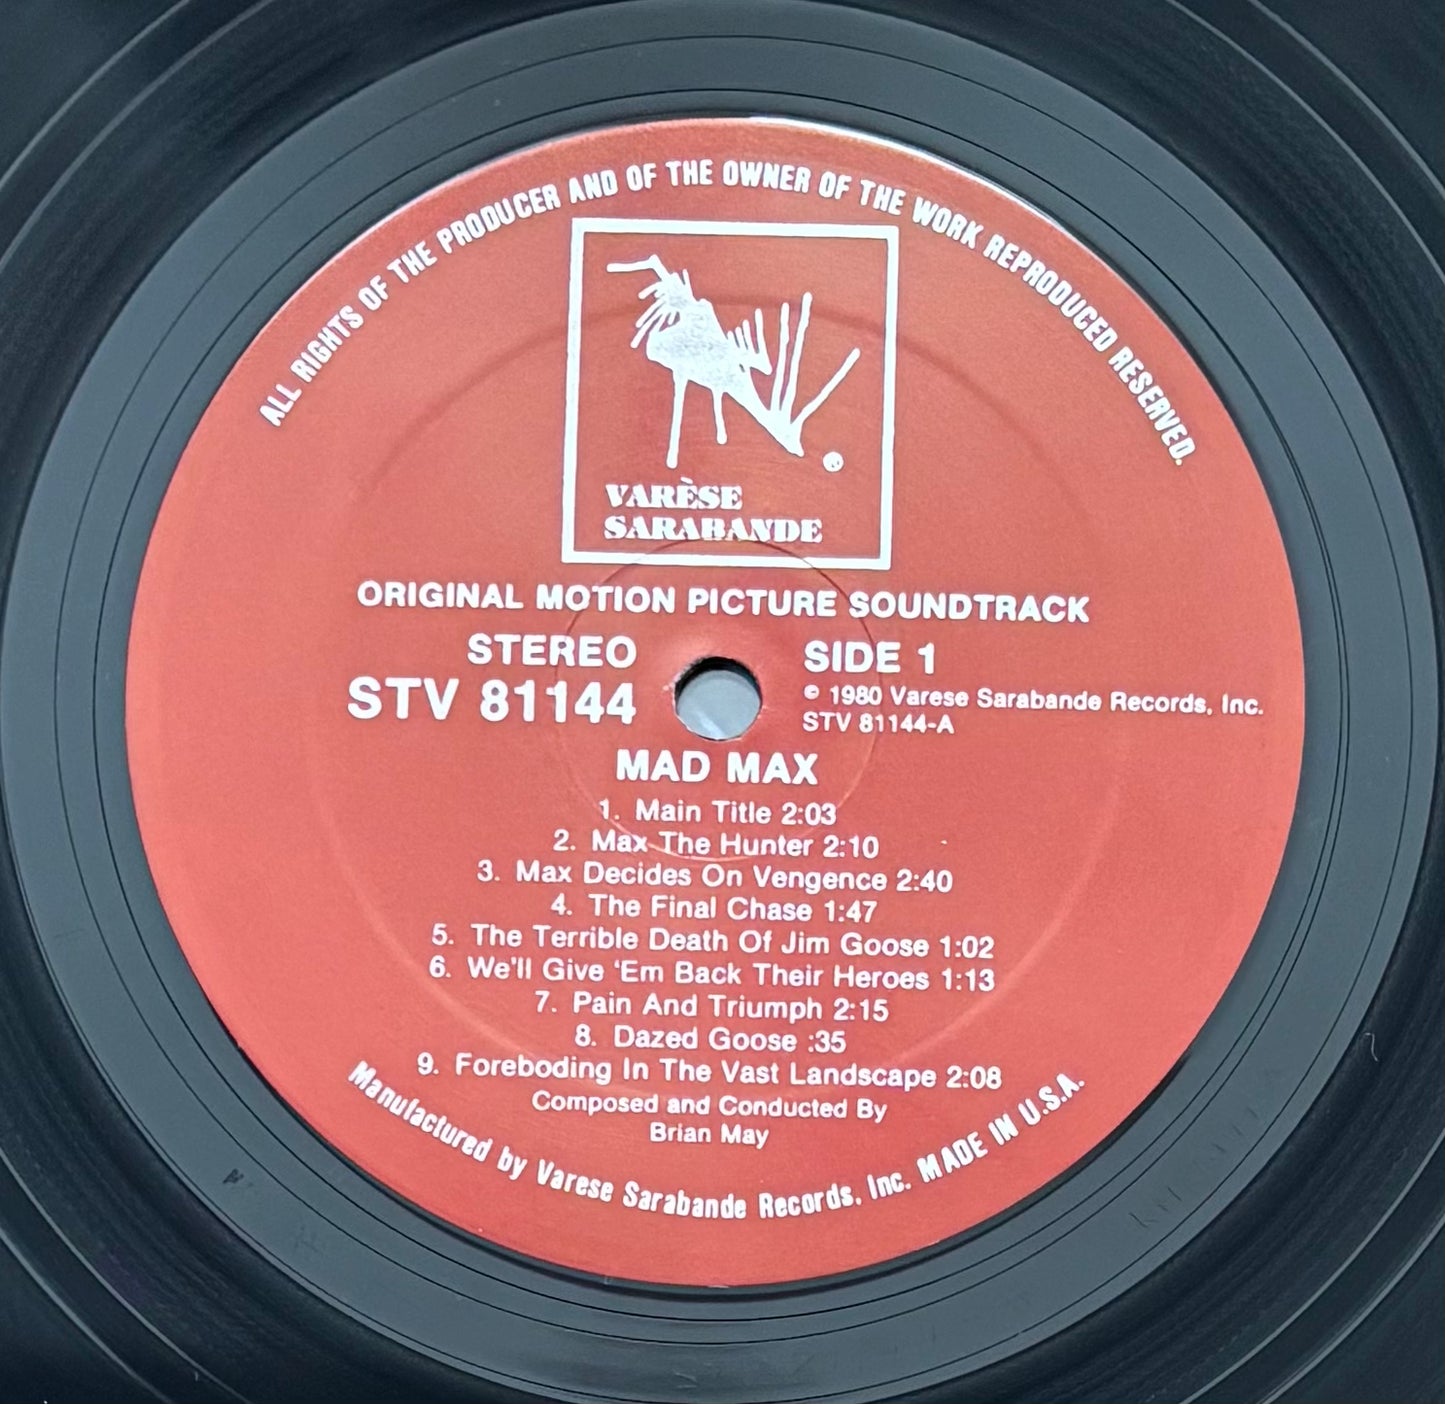 ALL RIGHTS OF THE PRODUCER AND OF THE OWNER OF THE WORK REPRODUCED RESERVED.
VARÈSE
SARABANDE
ORIGINAL MOTION PICTURE SOUNDTRACK
STEREO
STV 81144
SIDE 1
© 1980 Varese Sarabande Records, Inc.
STV 81144-A
MAD MAX
1. Main Title 2:03
2. Max The Hunter 2:10
3. Max Decides On Vengence 2:40
4. The Final Chase 1:47
5. The Terrible Death Of Jim Goose 1:02
6. We'll Give 'Em Back Their Heroes 1:13
7. Pain And Triumph 2:15
8. Dazed Goose :35
9. Foreboding In The Vast Landscape 2:08
Composed and Conducted By
Brian May
Manufactured by Varese Sarabande Records, Inc. MADE IN U.S.A.